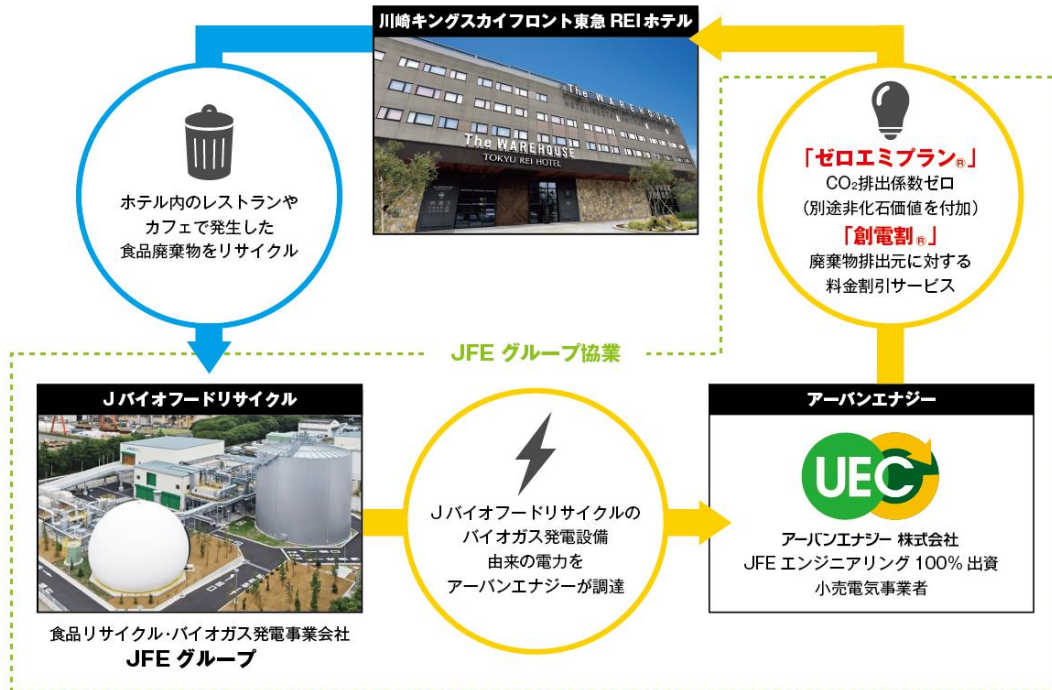 川崎キングスカイフロント東急 REI ホテル
The WAREHOUSE
The WAREHOUSE
TOKYU REI HOTEL
ホテル内のレストランや
カフェで発生した
食品廃棄物をリサイクル
「ゼロエミプラン®」
CO₂排出係数ゼロ
（別途非化石価値を付加）
「創電割®」
廃棄物排出元に対する
料金割引サービス
JFE グループ協業
J バイオフードリサイクル
食品リサイクル・バイオガス発電事業会社
JFE グループ
J バイオフードリサイクルの
バイオガス発電設備
由来の電力を
アーバンエナジーが調達
アーバンエナジー
UEC
アーバンエナジー 株式会社
JFE エンジニアリング 100% 出資
小売電気事業者